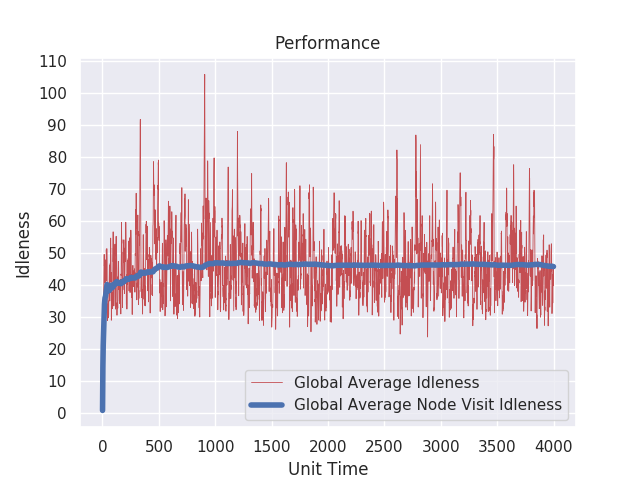 Performance
110
100
90
80
70
60
50
40
30
20
10
0
Idleness
0 500 1000 1500 2000 2500 3000 3500 4000
Unit Time
Global Average Idleness
Global Average Node Visit Idleness